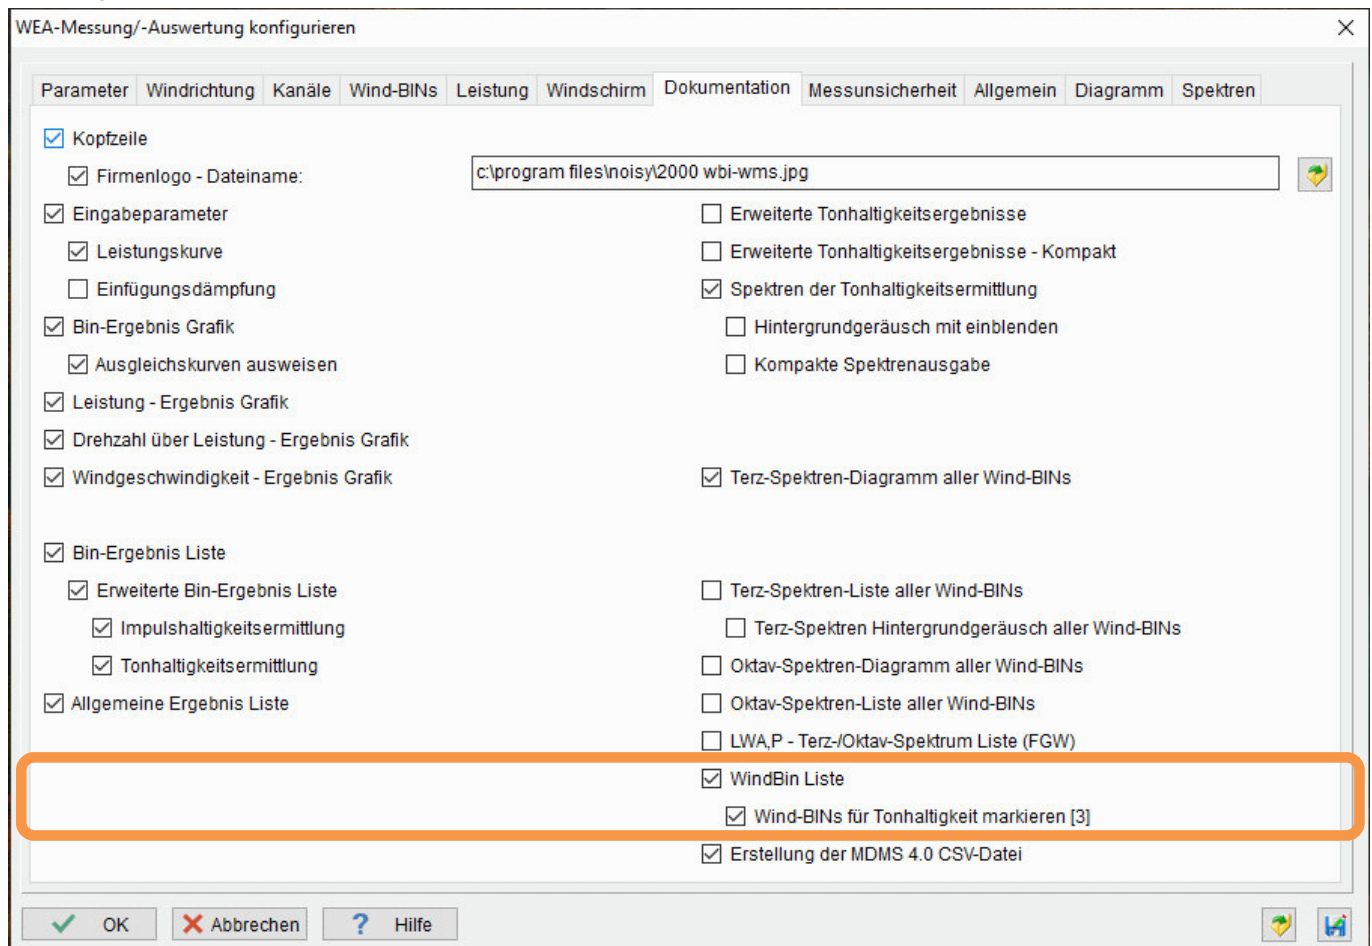 WEA-Messung/-Auswertung konfigurieren
Parameter Windrichtung Kanäle Wind-BINs Leistung Windschirm Dokumentation Messunsicherheit Allgemein Diagramm Spektren
Kopfzeile
Firmenlogo - Dateiname: c:\program files\noisy\2000 wbi-wms.jpg
Eingabeparameter Erweiterte Tonhaltigkeitsergebnisse
Leistungskurve Erweiterte Tonhaltigkeitsergebnisse - Kompakt
Einfügungsdämpfung Spektren der Tonhaltigkeitsermittlung
Bin-Ergebnis Grafik Hintergrundgeräusch mit einblenden
Ausgleichskurven ausweisen Kompakte Spektrenausgabe
Leistung - Ergebnis Grafik
Drehzahl über Leistung - Ergebnis Grafik
Windgeschwindigkeit - Ergebnis Grafik Terz-Spektren-Diagramm aller Wind-BINs
Bin-Ergebnis Liste
Erweiterte Bin-Ergebnis Liste Terz-Spektren-Liste aller Wind-BINs
Impulshaltigkeitsermittlung Terz-Spektren Hintergrundgeräusch aller Wind-BINs
Tonhaltigkeitsermittlung Oktav-Spektren-Diagramm aller Wind-BINs
Allgemeine Ergebnis Liste Oktav-Spektren-Liste aller Wind-BINs
LWA,P - Terz-/Oktav-Spektrum Liste (FGW)
WindBin Liste
Wind-BINs für Tonhaltigkeit markieren [3]
Erstellung der MDMS 4.0 CSV-Datei
OK Abbrechen ? Hilfe